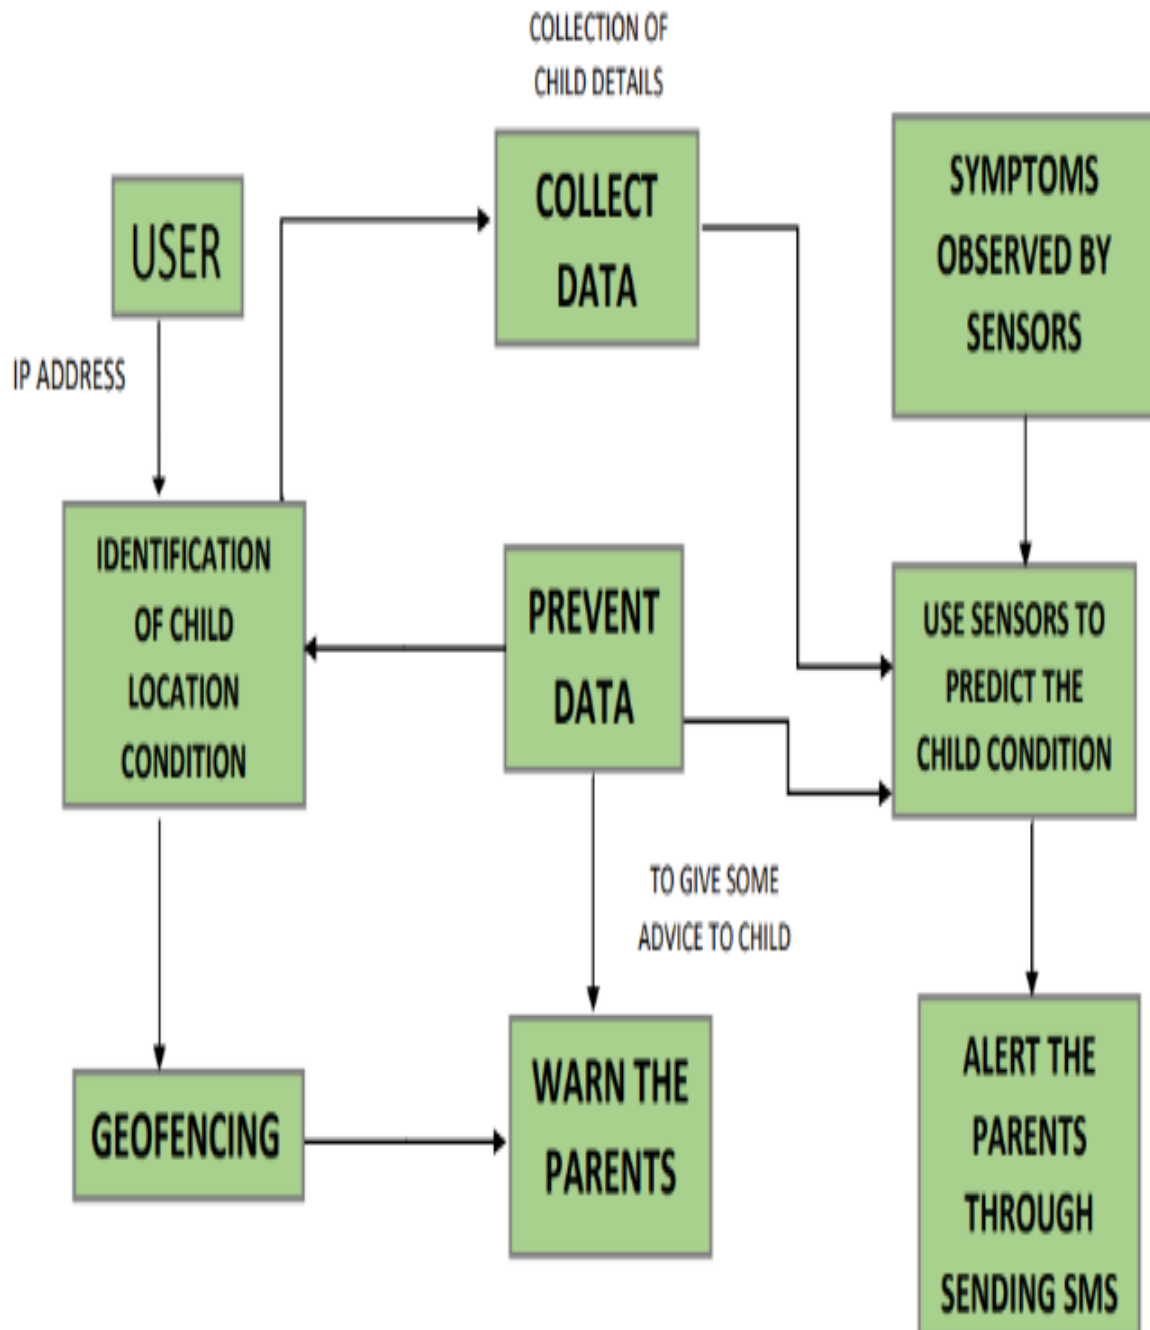 COLLECTION OF
CHILD DETAILS
COLLECT
DATA
SYMPTOMS
OBSERVED BY
SENSORS
USER
IP ADDRESS
IDENTIFICATION
OF CHILD
LOCATION
CONDITION
PREVENT
DATA
USE SENSORS TO
PREDICT THE
CHILD CONDITION
TO GIVE SOME
ADVICE TO CHILD
GEOFENCING
WARN THE
PARENTS
ALERT THE
PARENTS
THROUGH
SENDING SMS